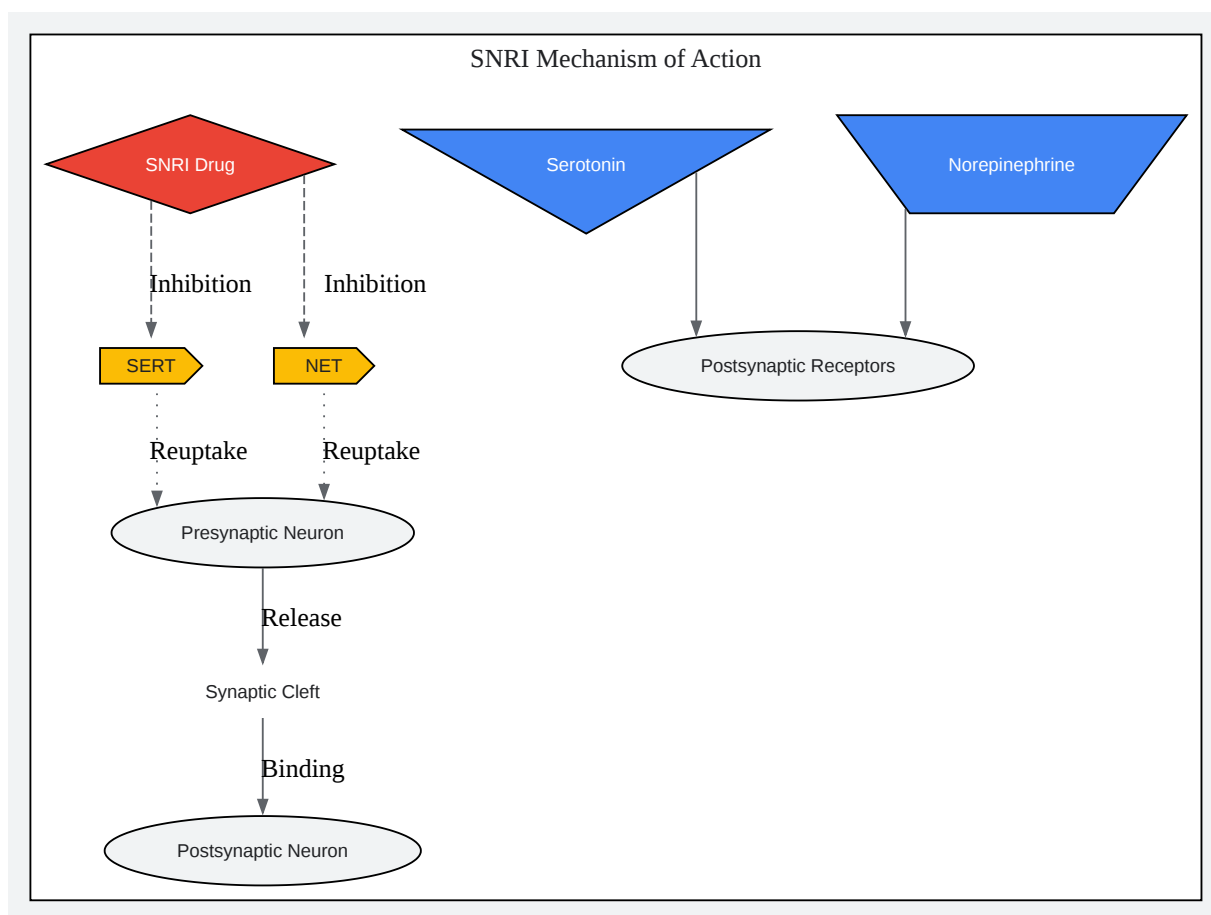 SNRI Mechanism of Action
SNRI Drug
Serotonin
Norepinephrine
Inhibition
Inhibition
SERT
NET
Postsynaptic Receptors
Reuptake
Reuptake
Presynaptic Neuron
Release
Synaptic Cleft
Binding
Postsynaptic Neuron